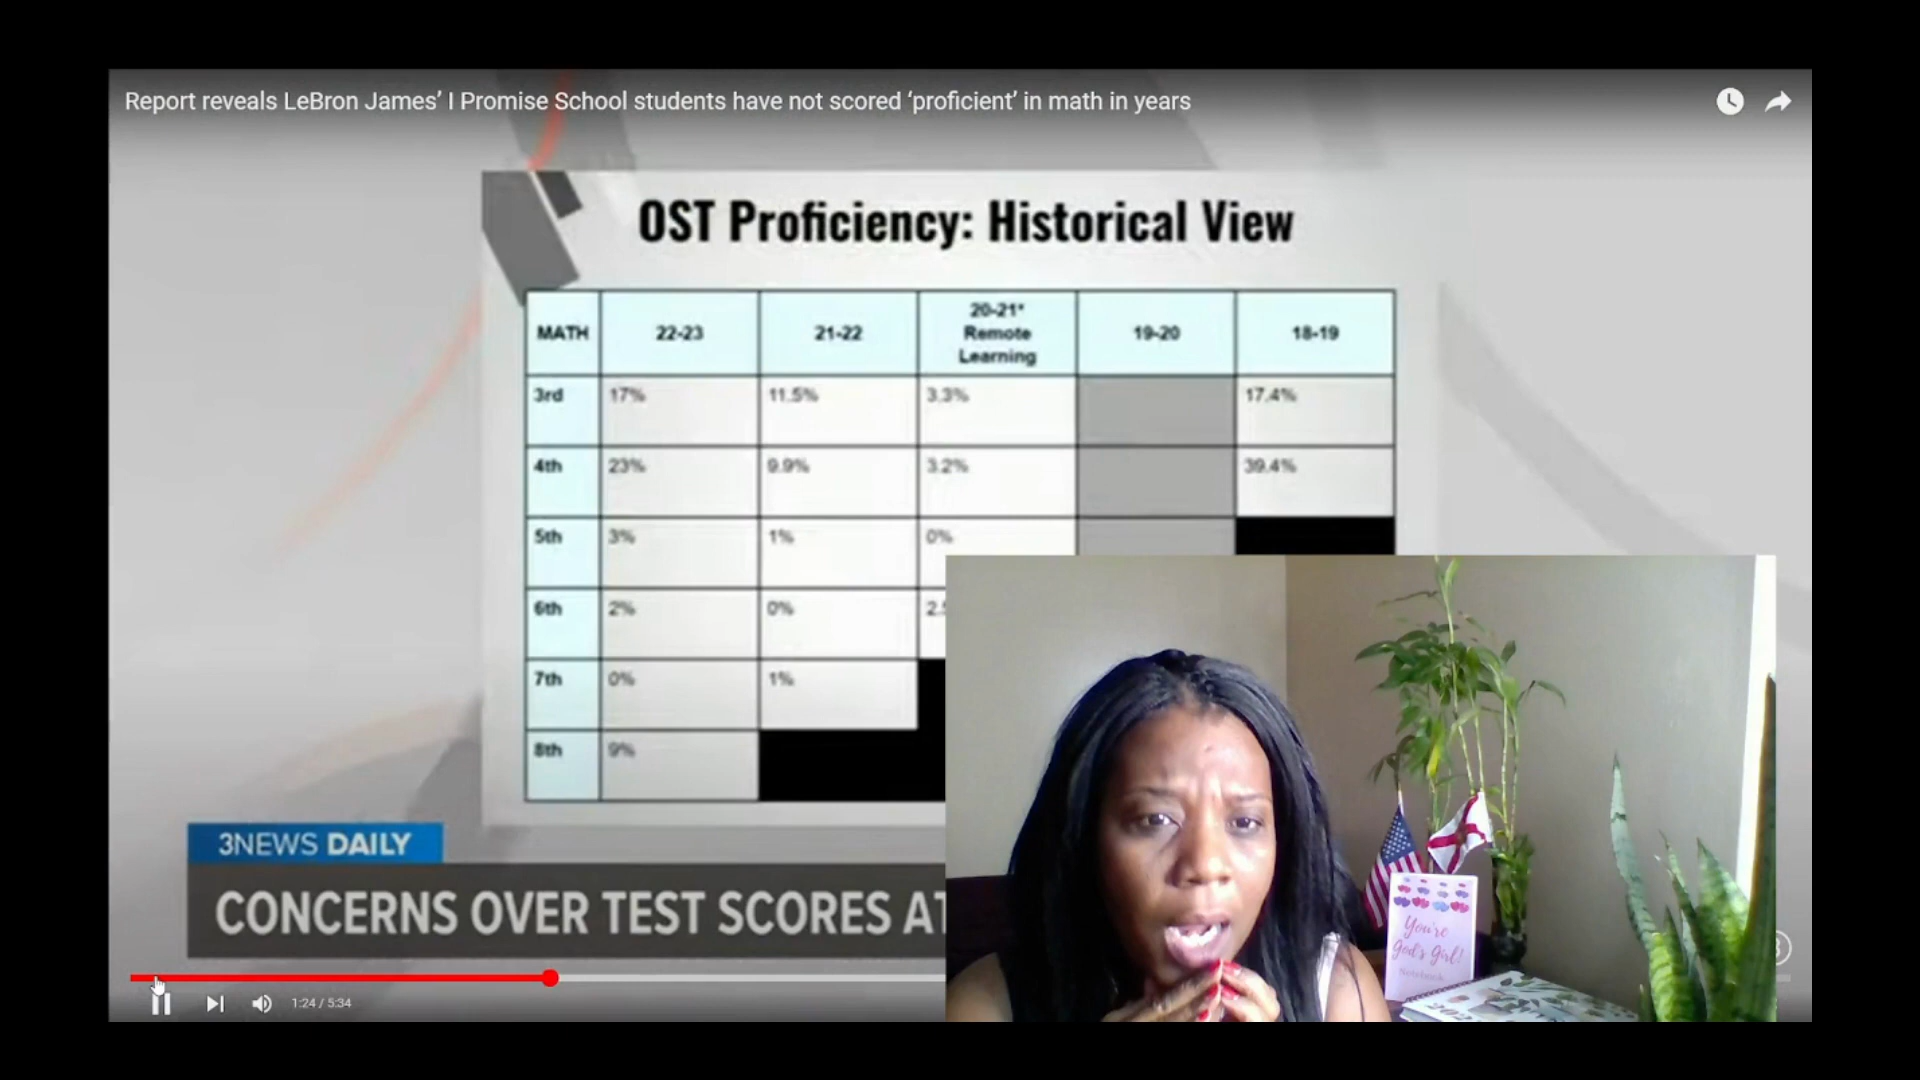 Report reveals LeBron James' I Promise School students have not scored 'proficient' in math in years
OST Proficiency: Historical View
MATH 22-23 21-22 20-21* Remote Learning 19-20 18-19
3rd 17% 11.5% 3.3% 17.4%
4th 23% 9.9% 3.2% 39.4%
5th 3% 1% 0%
6th 2% 0%
7th 0% 1%
8th 9%
3NEWS DAILY
CONCERNS OVER TEST SCORES AT
1:24 / 5:34
You're
God's Girl!
Notebook